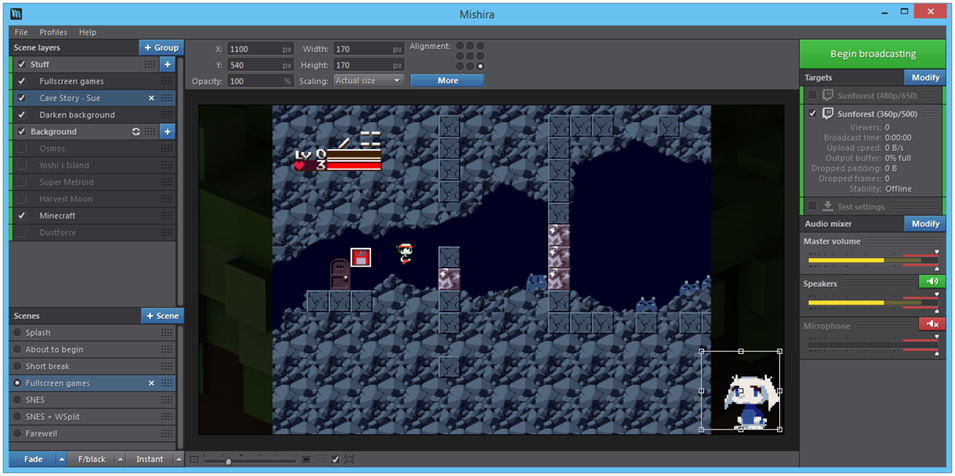 Mishira
File Profiles Help
Scene layers + Group
Stuff +
Fullscreen games
Cave Story - Sue
Darken background
Background +
Osmos
Yoshi's Island
Super Metroid
Harvest Moon
Minecraft
Dustforce
Scenes + Scene
Splash
About to begin
Short break
Fullscreen games
SNES
SNES + WSplit
Farewell
Fade F/black Instant
X: 1100 px Width: 170 px Alignment:
Y: 540 px Height: 170 px
Opacity: 100 % Scaling: Actual size More
LV 0
3
Begin broadcasting
Targets Modify
Sunforest (480p/650)
Sunforest (360p/500)
Viewers: 0
Broadcast time: 0:00:00
Upload speed: 0 B/s
Output buffer: 0% full
Dropped padding: 0 B
Dropped frames: 0
Stability: Offline
Test settings
Audio mixer Modify
Master volume
Speakers
Microphone